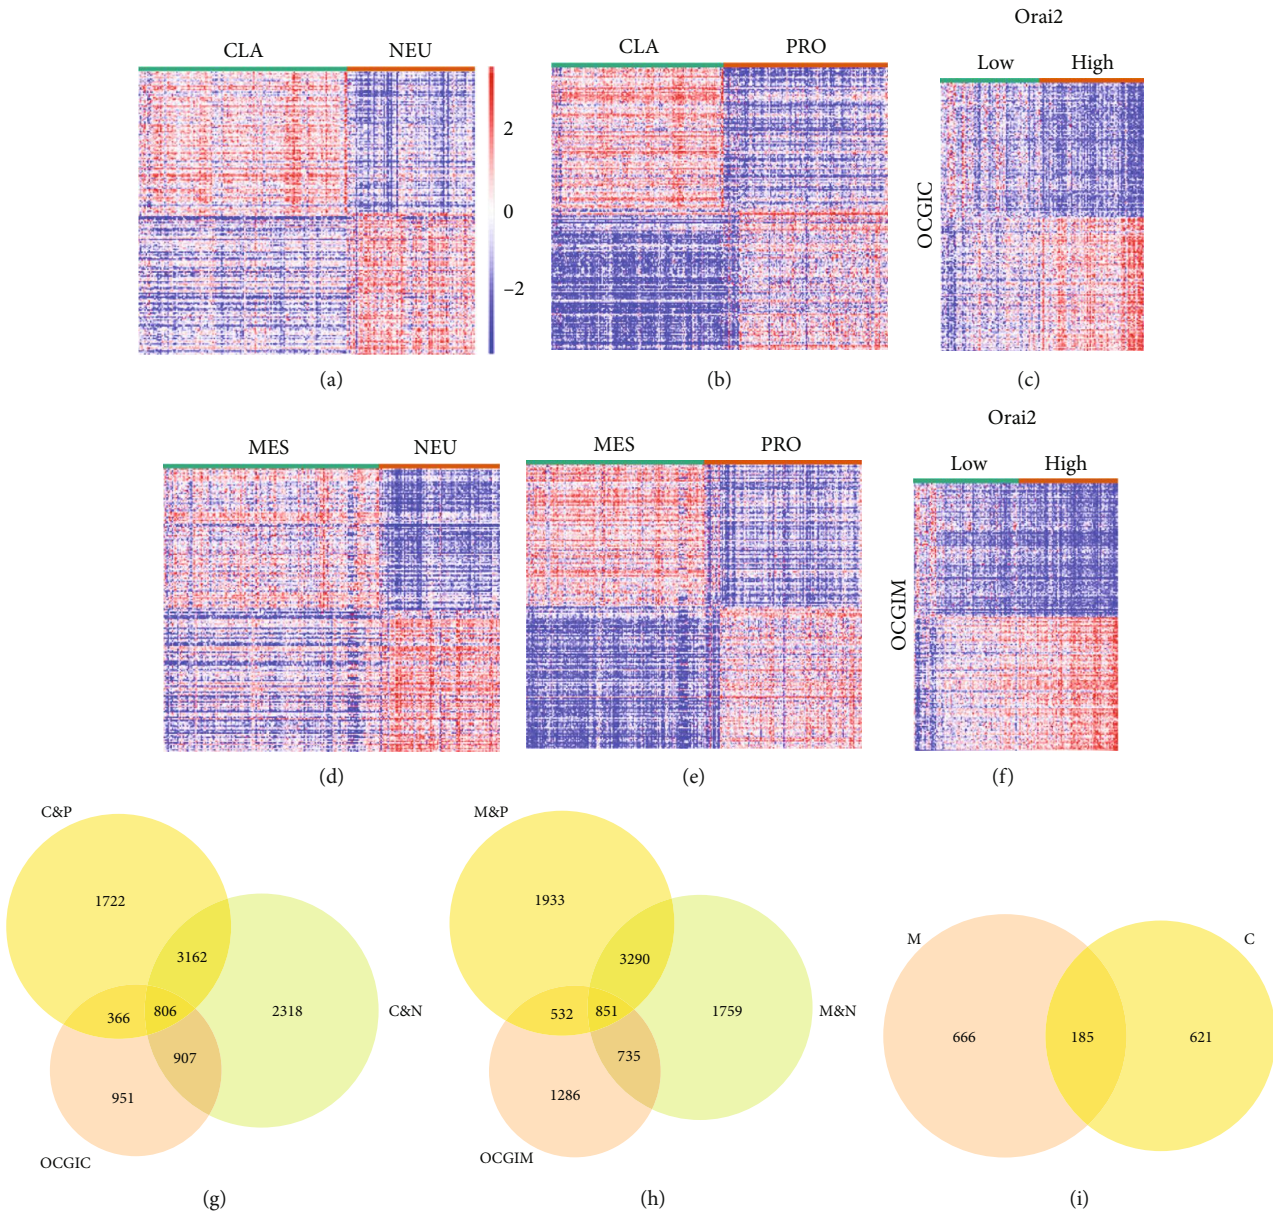 Orai2
CLA NEU
CLA PRO
Low High
2
0
−2
OCGIC
(a)
(b)
(c)
Orai2
MES NEU
MES PRO
Low High
OCGIM
(d)
(e)
(f)
C&P
1722
3162
366
806
2318
C&N
907
951
OCGIC
(g)
M&P
1933
3290
532
851
1759
M&N
735
1286
OCGIM
(h)
M
C
666
185
621
(i)